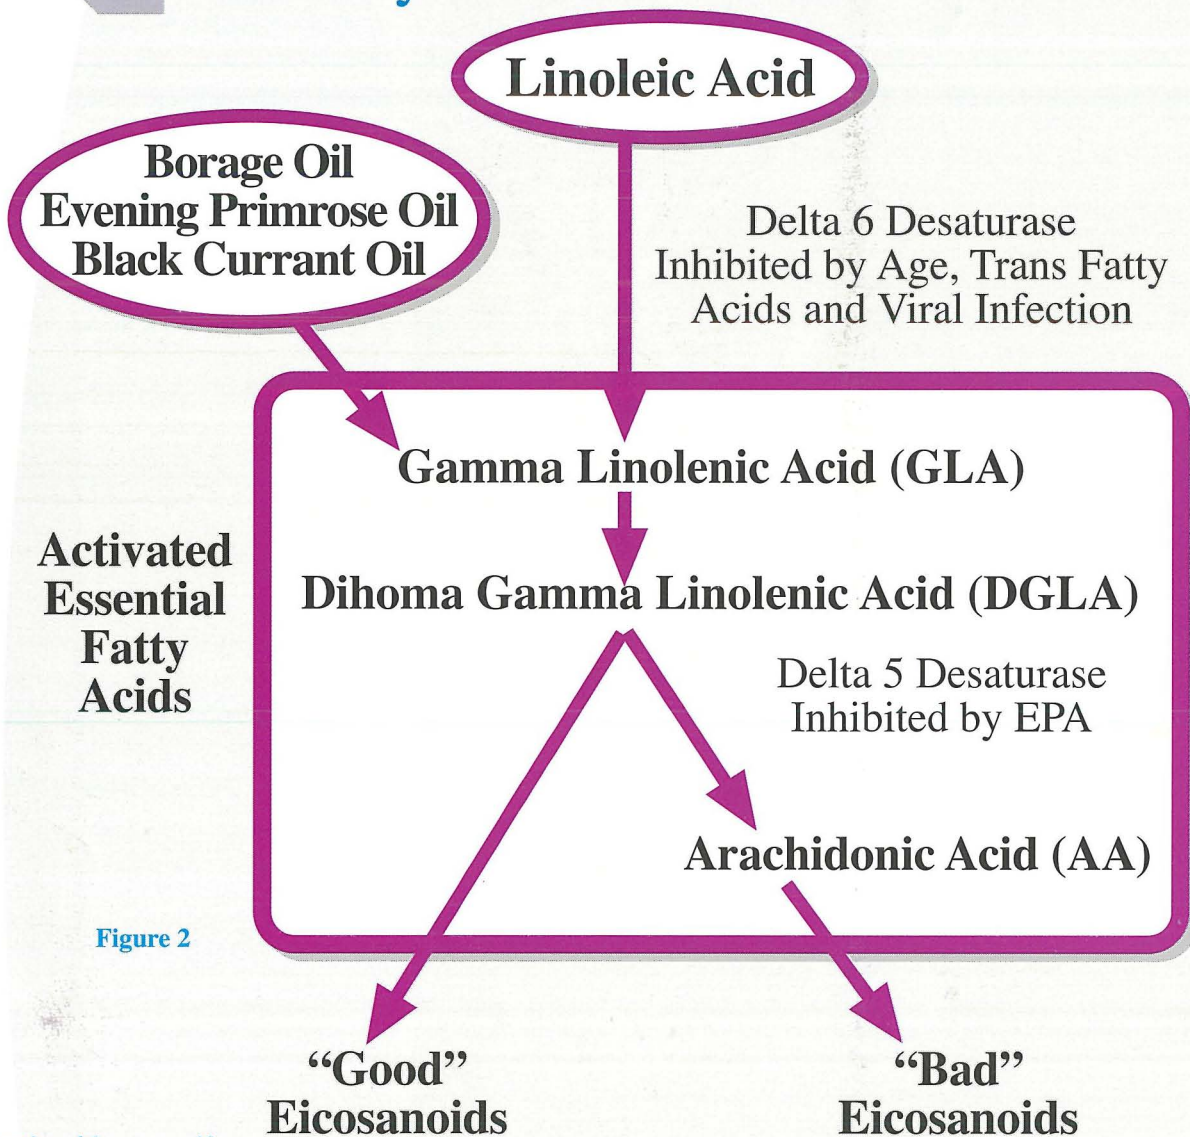 Linoleic Acid
Borage Oil
Evening Primrose Oil
Black Currant Oil
Delta 6 Desaturase
Inhibited by Age, Trans Fatty
Acids and Viral Infection
Gamma Linolenic Acid (GLA)
Activated
Essential
Fatty
Acids
Dihoma Gamma Linolenic Acid (DGLA)
Delta 5 Desaturase
Inhibited by EPA
Arachidonic Acid (AA)
Figure 2
“Good”
Eicosanoids
“Bad”
Eicosanoids